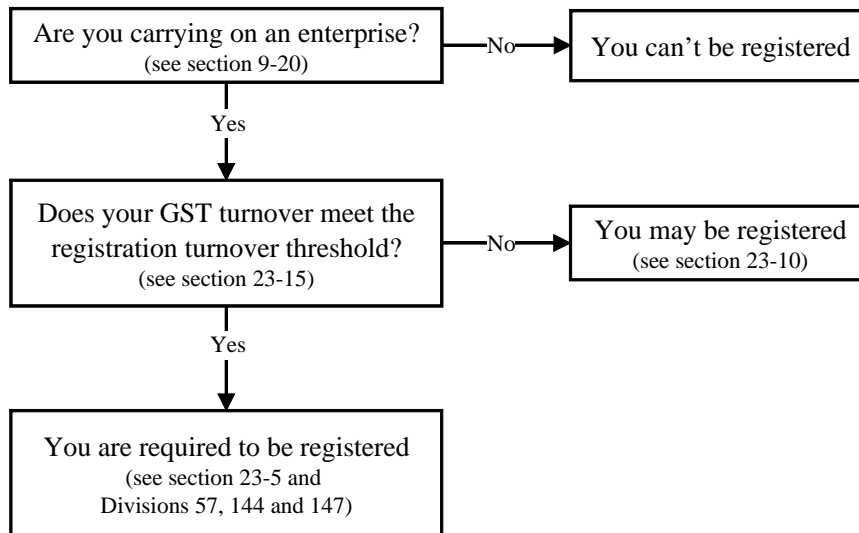 Are you carrying on an enterprise?
(see section 9-20)
No
You can’t be registered
Yes
Does your GST turnover meet the
registration turnover threshold?
(see section 23-15)
No
You may be registered
(see section 23-10)
Yes
You are required to be registered
(see section 23-5 and
Divisions 57, 144 and 147)